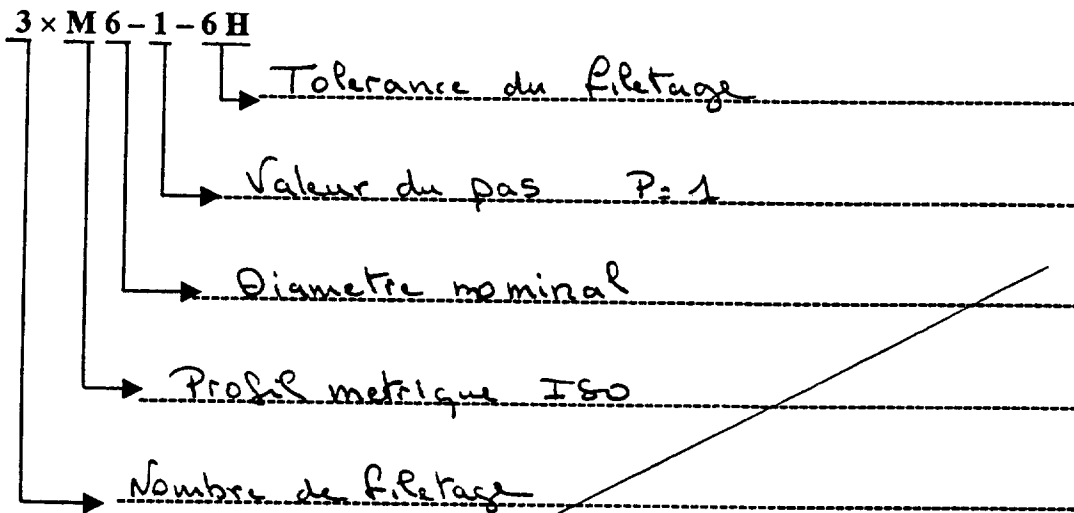 3 × M 6 – 1 – 6 H
Tolerance du filetage
Valeur du pas P= 1
Diametre nominal
Profil metrique ISO
Nombre de filetage